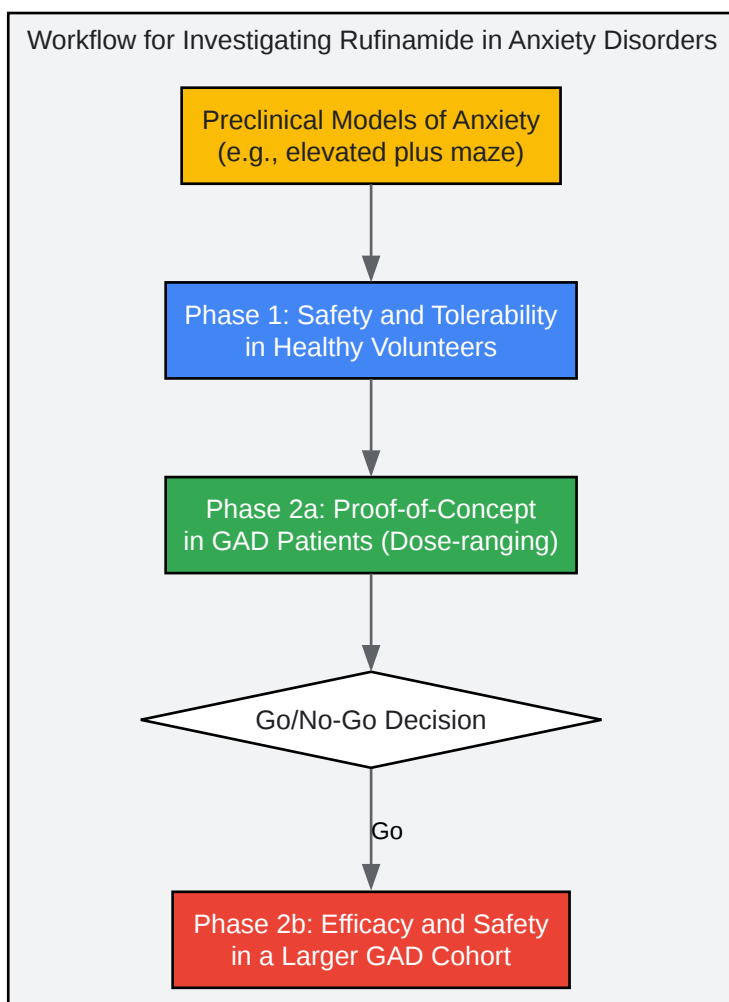 Workflow for Investigating Rufinamide in Anxiety Disorders
Preclinical Models of Anxiety
(e.g., elevated plus maze)
Phase 1: Safety and Tolerability
in Healthy Volunteers
Phase 2a: Proof-of-Concept
in GAD Patients (Dose-ranging)
Go/No-Go Decision
Go
Phase 2b: Efficacy and Safety
in a Larger GAD Cohort